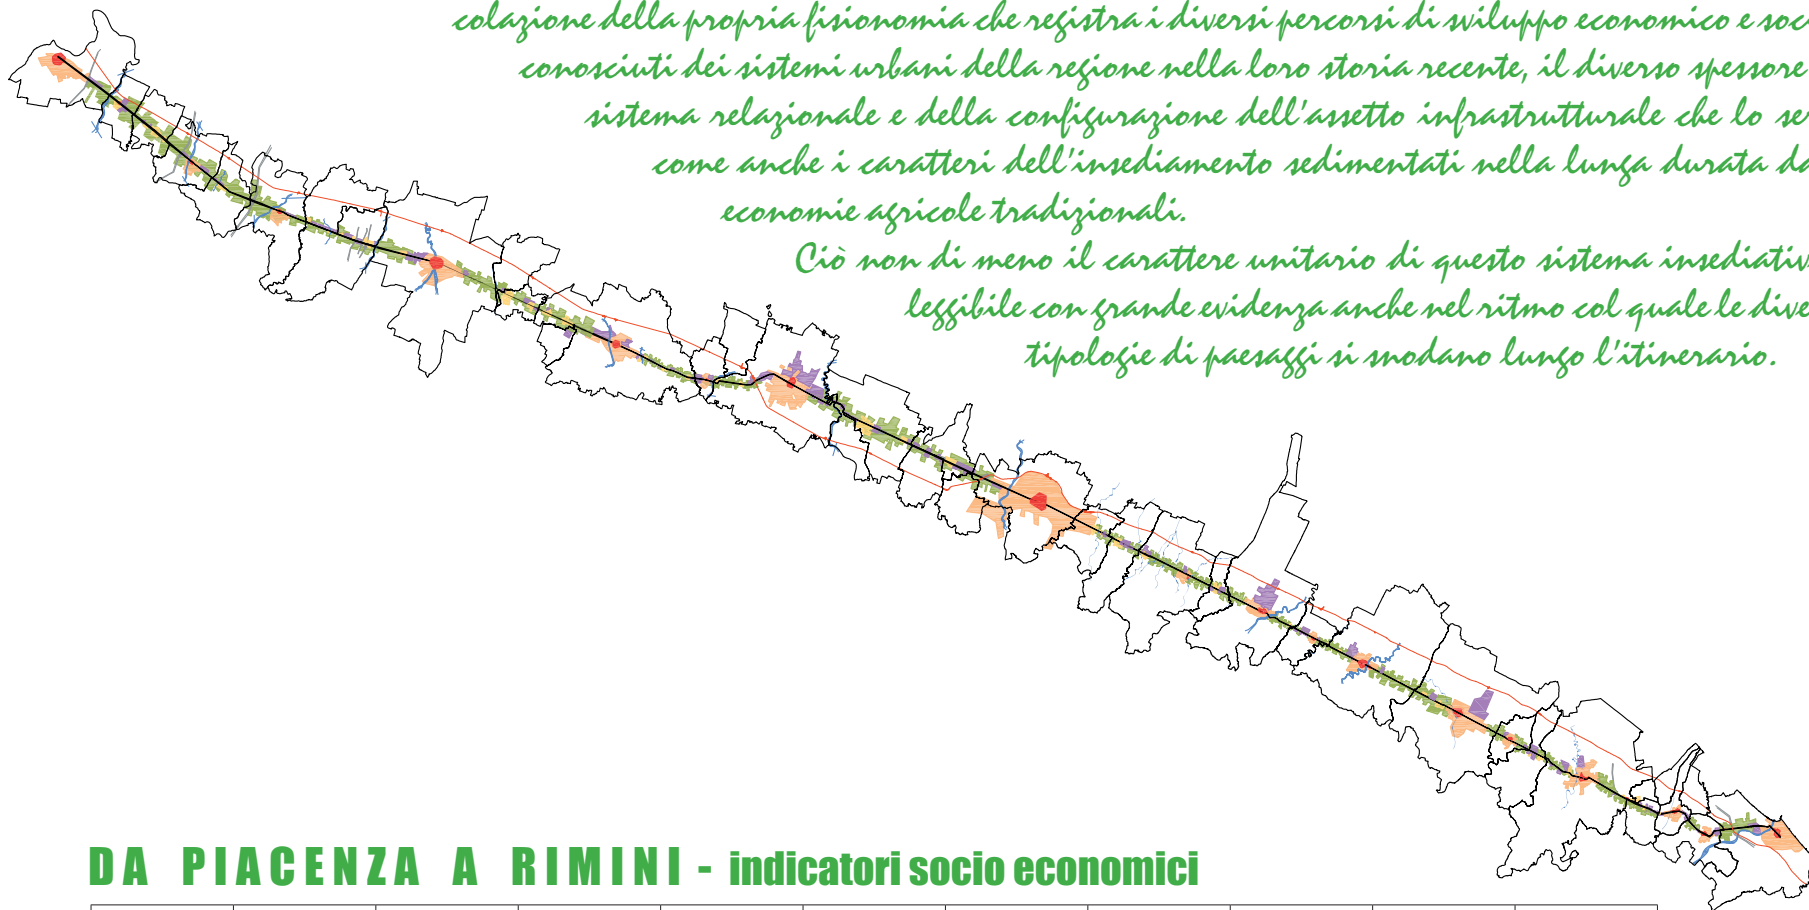 colazione della propria fisionomia che registra i diversi percorsi di sviluppo economico e soc
conosciuti dei sistemi urbani della regione nella loro storia recente, il diverso spessore
sistema relazionale e della configurazione dell'assetto infrastrutturale che lo ser
come anche i caratteri dell'insediamento sedimentati nella lunga durata da
economie agricole tradizionali.
Ciò non di meno il carattere unitario di questo sistema insediativ
leggibile con grande evidenza anche nel ritmo col quale le dive
tipologie di paesaggi si snodano lungo l'itinerario.
DA PIACENZA A RIMINI - indicatori socio economici